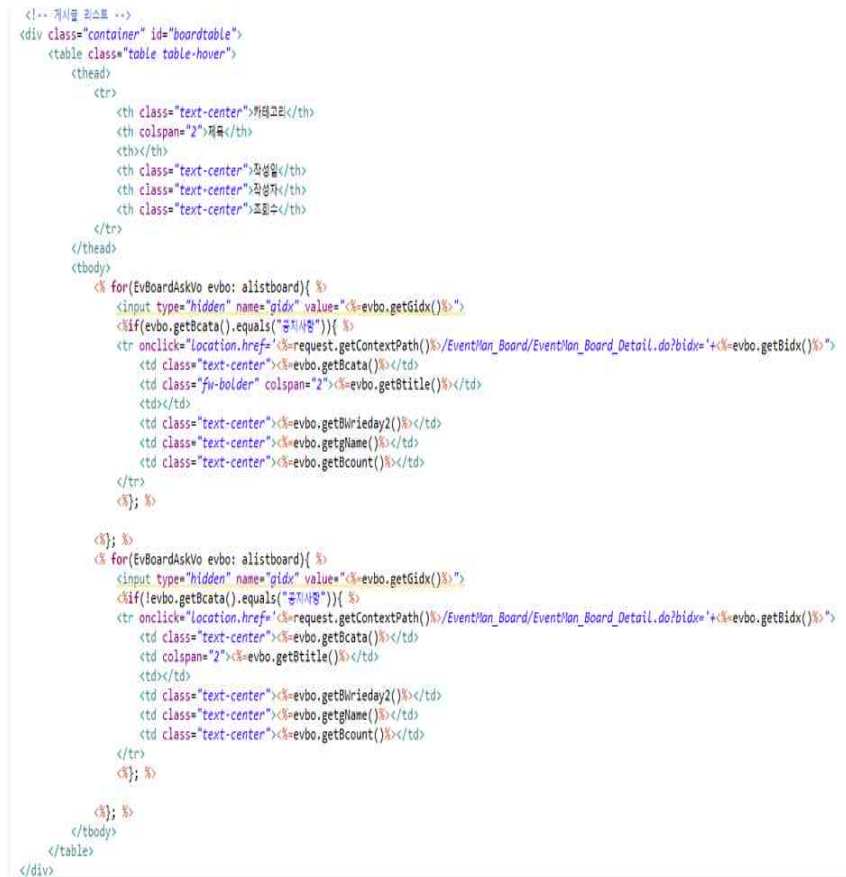 <!-- 게시물 리스트 -->
<div class="container" id="boardtable">
<table class="table table-hover">
<thead>
<tr>
<th class="text-center">카테고리</th>
<th colspan="2">제목</th>
<th></th>
<th class="text-center">작성일</th>
<th class="text-center">작성자</th>
<th class="text-center">조회수</th>
</tr>
</thead>
<tbody>
<% for(EvBoardAskVo evbo: alistboard){ %>
<input type="hidden" name="gidx" value="<%=evbo.getGidx()%>">
<%if(evbo.getBcata().equals("공지사항")){ %>
<tr onclick="location.href='<%=request.getContextPath()%>/EventMan_Board/EventMan_Board_Detail.do?bidx='+<%=evbo.getBidx()%>">
<td class="text-center"><%=evbo.getBcata()%></td>
<td class="fw-bolder" colspan="2"><%=evbo.getBtitle()%></td>
<td></td>
<td class="text-center"><%=evbo.getBWrieday2()%></td>
<td class="text-center"><%=evbo.getgName()%></td>
<td class="text-center"><%=evbo.getBcount()%></td>
</tr>
<%}; %>
<%}; %>
<% for(EvBoardAskVo evbo: alistboard){ %>
<input type="hidden" name="gidx" value="<%=evbo.getGidx()%>">
<%if(!evbo.getBcata().equals("공지사항")){ %>
<tr onclick="location.href='<%=request.getContextPath()%>/EventMan_Board/EventMan_Board_Detail.do?bidx='+<%=evbo.getBidx()%>">
<td class="text-center"><%=evbo.getBcata()%></td>
<td colspan="2"><%=evbo.getBtitle()%></td>
<td></td>
<td class="text-center"><%=evbo.getBWrieday2()%></td>
<td class="text-center"><%=evbo.getgName()%></td>
<td class="text-center"><%=evbo.getBcount()%></td>
</tr>
<%}; %>
<%}; %>
</tbody>
</table>
</div>